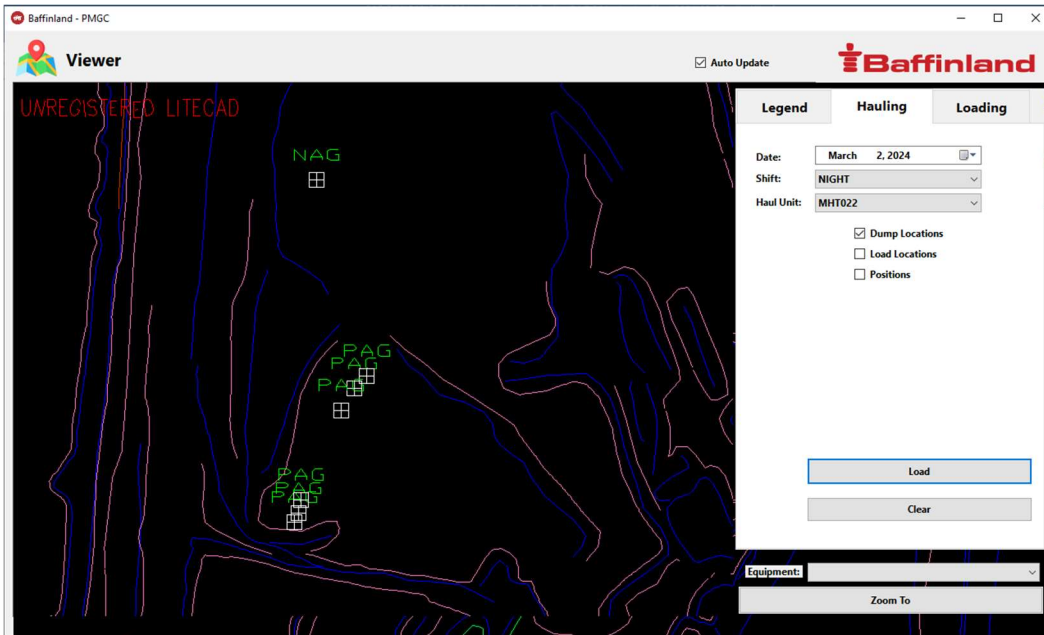 Baffinland - PMGC
Viewer
Auto Update
Baffinland
UNREGISTERED LITECAD
NAG
PAG
PAG
PAG
PAG
PAG
PAG
Legend
Hauling
Loading
Date:
March 2, 2024
Shift:
NIGHT
Haul Unit:
MHT022
Dump Locations
Load Locations
Positions
Load
Clear
Equipment:
Zoom To